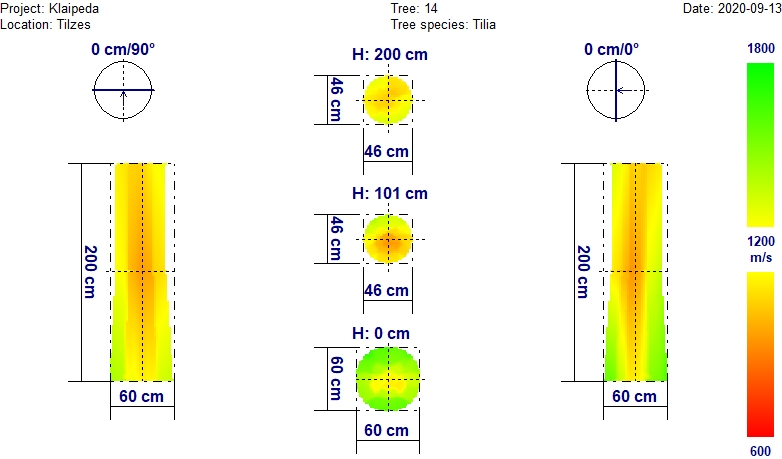 Project: Klaipeda
Tree: 14
Date: 2020-09-13
Location: Tilzes
Tree species: Tilia
0 cm/90°
H: 200 cm
0 cm/0°
1800
46 cm
46 cm
H: 101 cm
46 cm
46 cm
200 cm
200 cm
1200
m/s
H: 0 cm
60 cm
60 cm
60 cm
60 cm
600